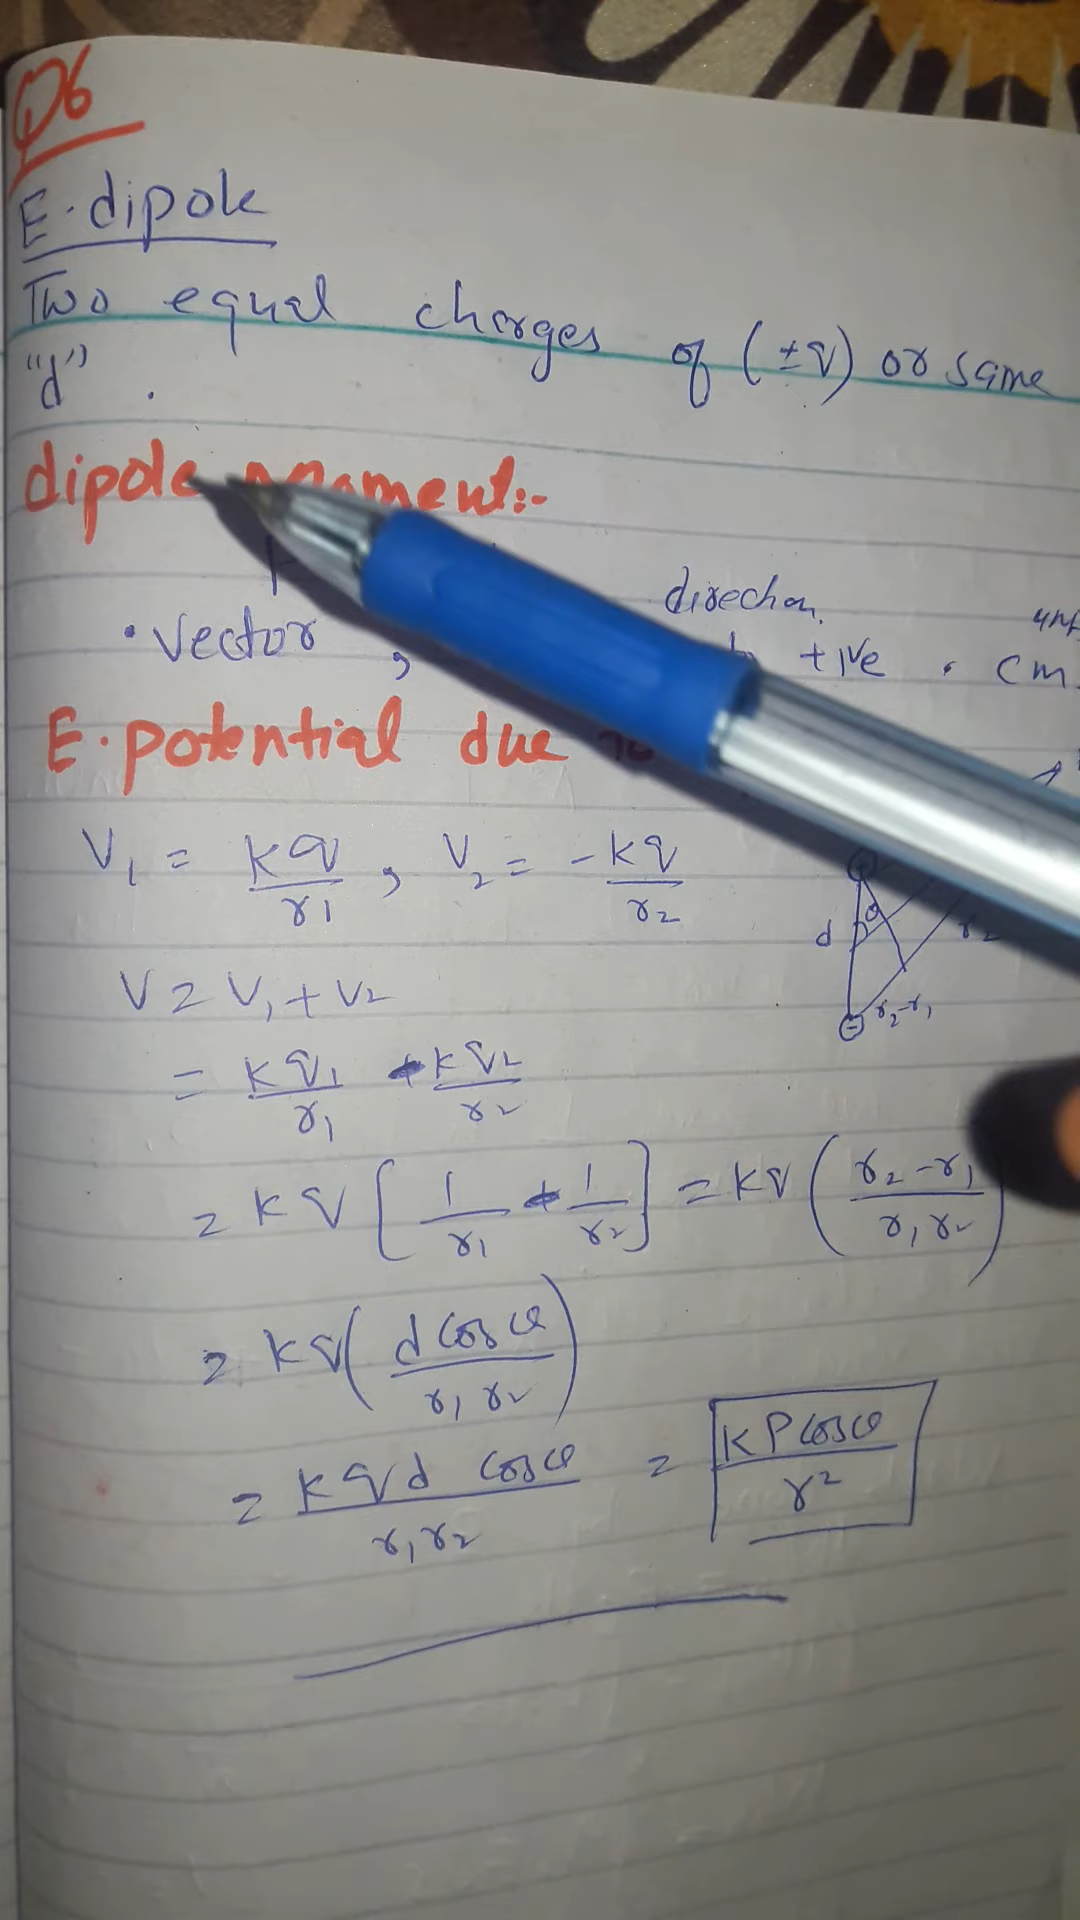 Q6
E. dipole
Two equal charges of (±q) or same
"d".
dipole moment:-
direction
• Vector , +ive . cm
E. potential due
V₁ = kq/r₁ , V₂ = -kq/r₂
d θ r₂
r₂-r₁
V = V₁ + V₂
= kq₁/r₁ + kq₂/r₂
= kq [1/r₁ + 1/r₂] = kq (r₂-r₁/r₁r₂)
= kq (d cosθ/r₁r₂)
= kqd cosθ/r₁r₂ = kP cosθ/r²